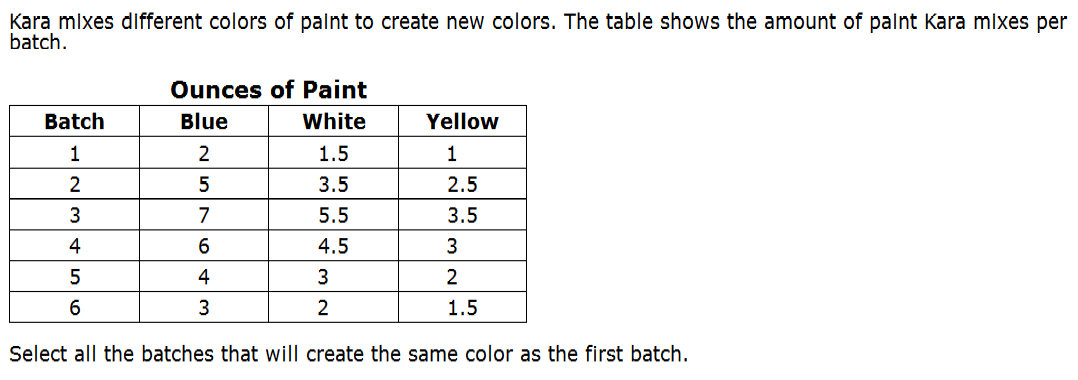 Kara mixes different colors of paint to create new colors. The table shows the amount of paint Kara mixes per
batch.
Ounces of Paint
Batch Blue White Yellow
1 2 1.5 1
2 5 3.5 2.5
3 7 5.5 3.5
4 6 4.5 3
5 4 3 2
6 3 2 1.5
Select all the batches that will create the same color as the first batch.